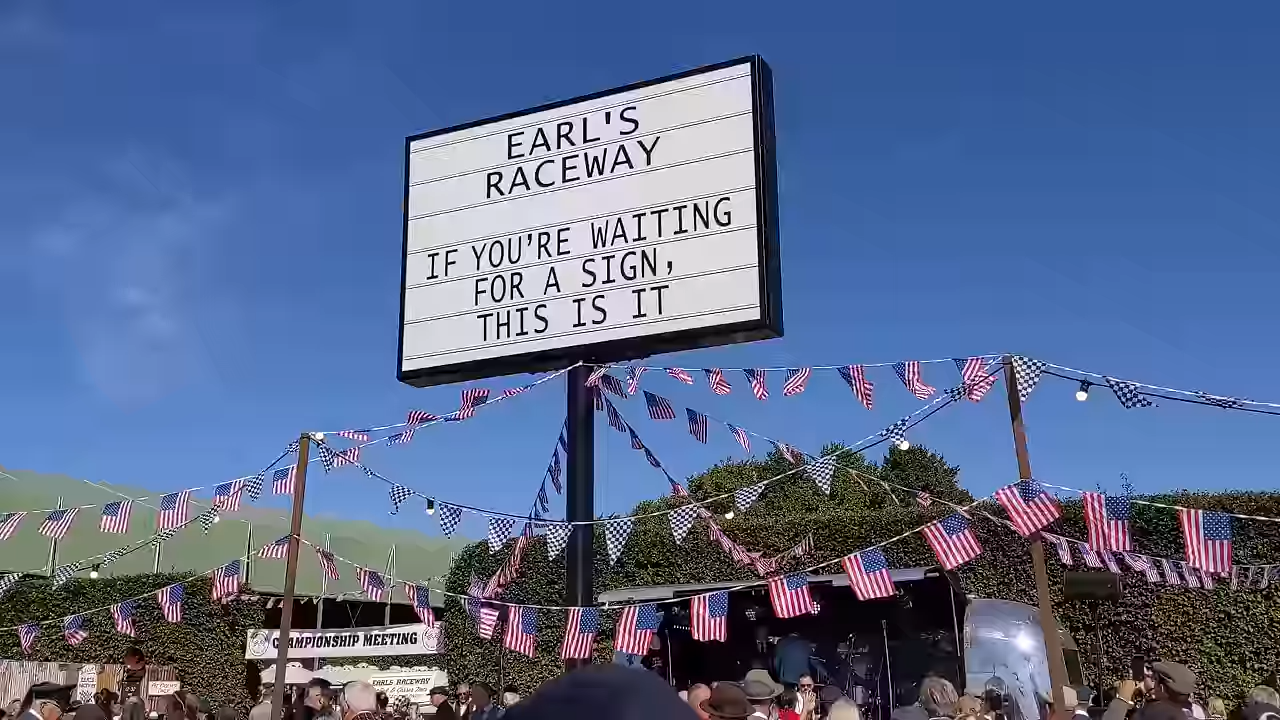 EARL'S
RACEWAY
IF YOU’RE WAITING
FOR A SIGN,
THIS IS IT
CHAMPIONSHIP MEETING
EARLS RACEWAY